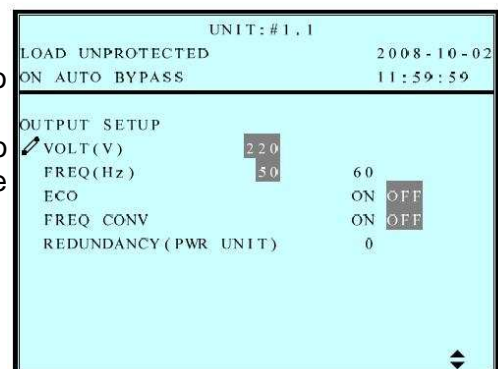 UNIT:#1.1
LOAD UNPROTECTED 2008-10-02
ON AUTO BYPASS 11:59:59
OUTPUT SETUP
VOLT(V) 220
FREQ(Hz) 50 60
ECO ON OFF
FREQ CONV ON OFF
REDUNDANCY(PWR UNIT) 0